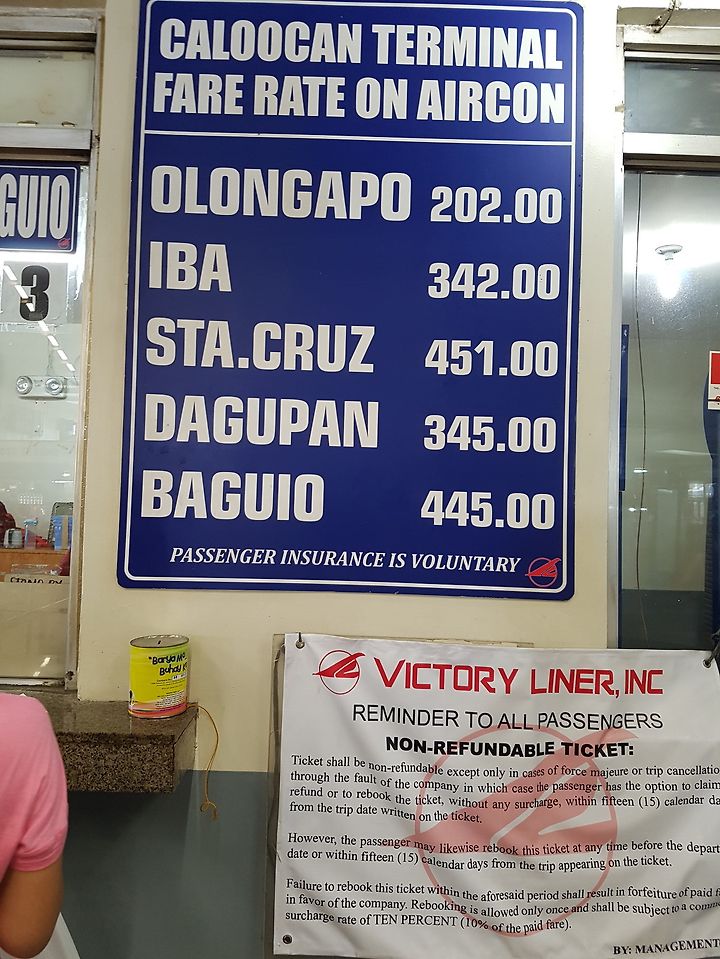 CALOOCAN TERMINAL
FARE RATE ON AIRCON
OLONGAPO 202.00
IBA 342.00
STA.CRUZ 451.00
DAGUPAN 345.00
BAGUIO 445.00
PASSENGER INSURANCE IS VOLUNTARY
GUIO
3
"Barya Mo
Buhay Ko
VICTORY LINER, INC
REMINDER TO ALL PASSENGERS
NON-REFUNDABLE TICKET:
Ticket shall be non-refundable except only in cases of force majeure or trip cancellatio
through the fault of the company in which case the passenger has the option to claim
refund or to rebook the ticket, without any surcharge, within fifteen (15) calendar da
from the trip date written on the ticket.
However, the passenger may likewise rebook this ticket at any time before the depart
date or within fifteen (15) calendar days from the trip appearing on the ticket.
Failure to rebook this ticket within the aforesaid period shall result in forfeiture of paid f
in favor of the company. Rebooking is allowed only once and shall be subject to a comm
surcharge rate of TEN PERCENT (10% of the paid fare).
BY: MANAGEMENT